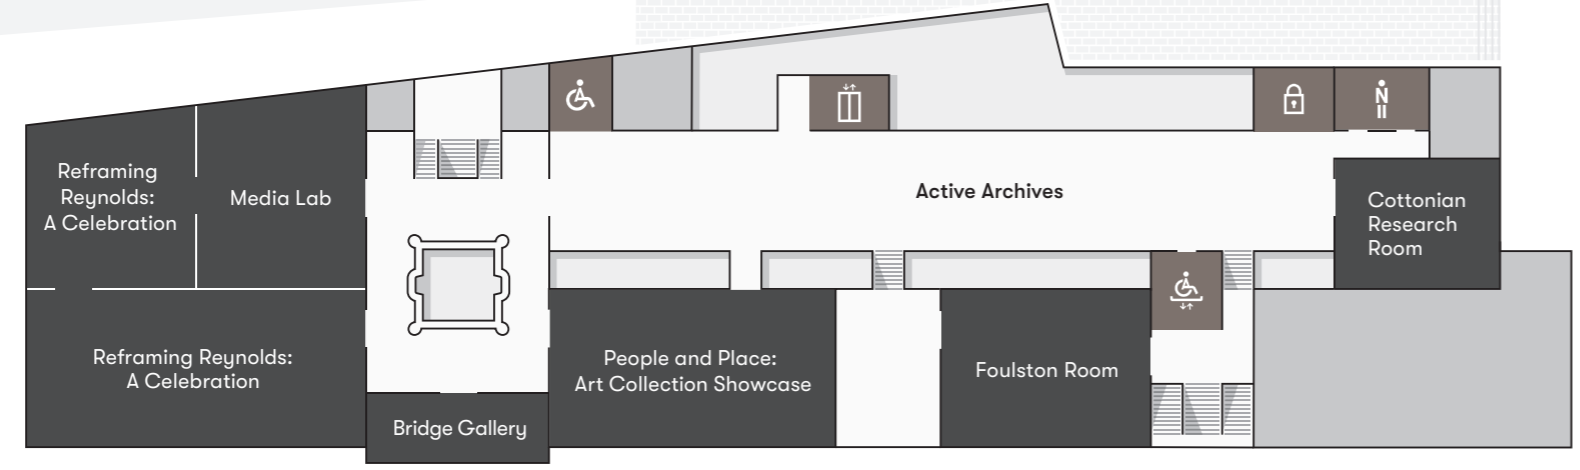 Reframing
Reynolds:
A Celebration
Media Lab
Active Archives
Cottonian
Research
Room
Reframing Reynolds:
A Celebration
People and Place:
Art Collection Showcase
Foulston Room
Bridge Gallery